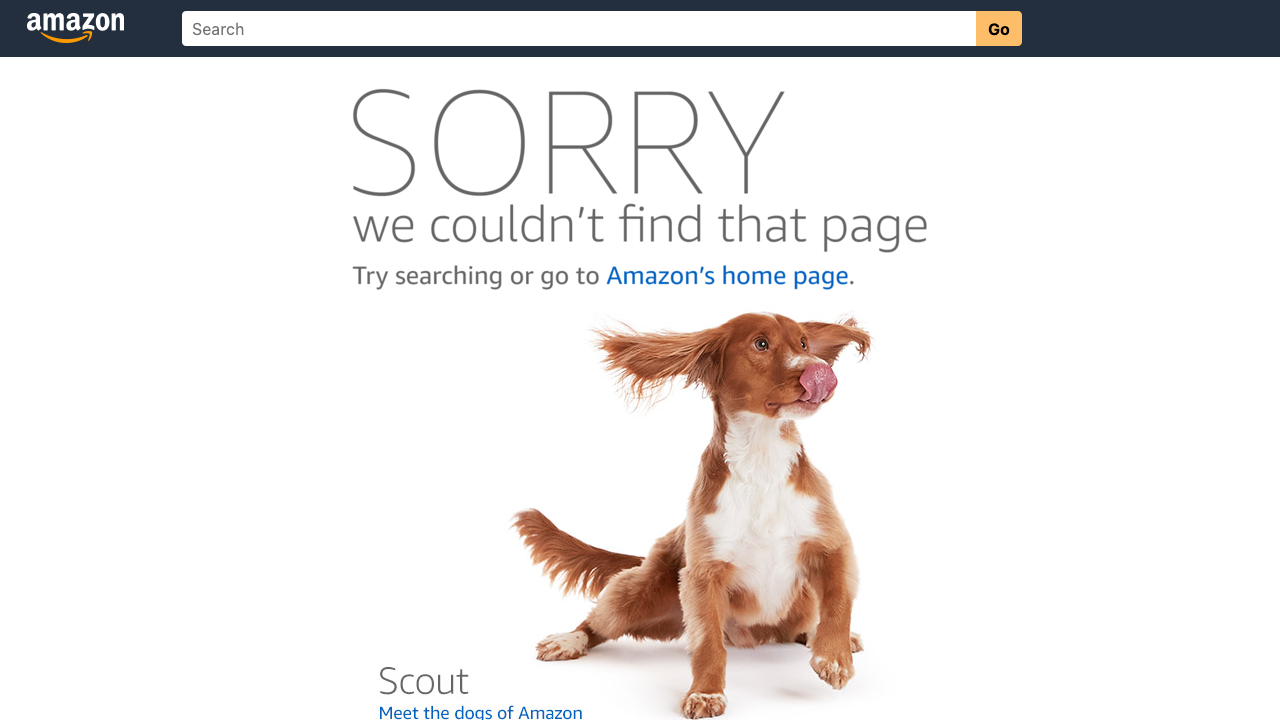 amazon
Search
Go
SORRY
we couldn't find that page
Try searching or go to Amazon's home page.
Scout
Meet the dogs of Amazon